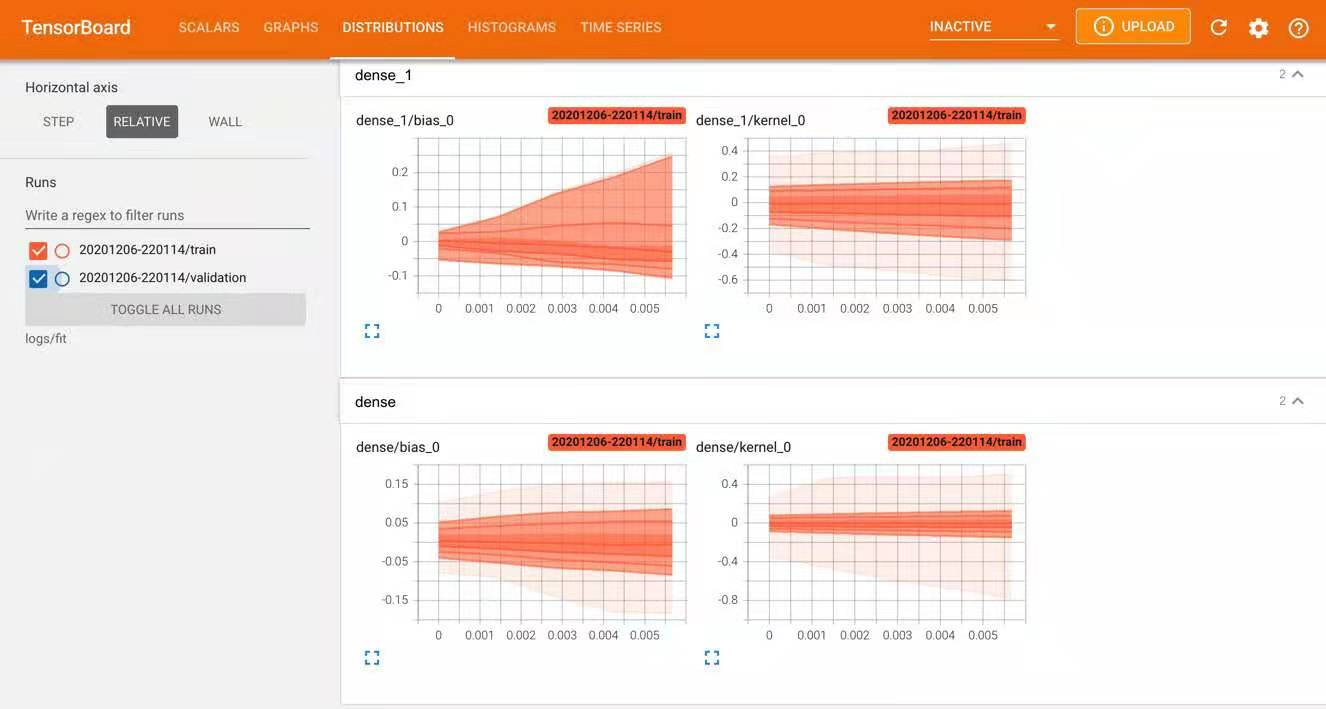 TensorBoard
SCALARS
GRAPHS
DISTRIBUTIONS
HISTOGRAMS
TIME SERIES
INACTIVE
UPLOAD
Horizontal axis
STEP
RELATIVE
WALL
Runs
Write a regex to filter runs
20201206-220114/train
20201206-220114/validation
TOGGLE ALL RUNS
logs/fit
dense_1
2
dense_1/bias_0
20201206-220114/train
0.2
0.1
0
-0.1
0 0.001 0.002 0.003 0.004 0.005
dense_1/kernel_0
20201206-220114/train
0.4
0.2
0
-0.2
-0.4
-0.6
0 0.001 0.002 0.003 0.004 0.005
dense
2
dense/bias_0
20201206-220114/train
0.15
0.05
-0.05
-0.15
0 0.001 0.002 0.003 0.004 0.005
dense/kernel_0
20201206-220114/train
0.4
0
-0.4
-0.8
0 0.001 0.002 0.003 0.004 0.005